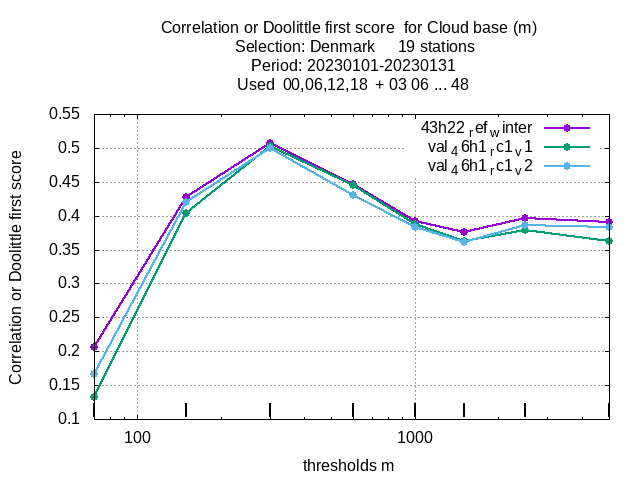 Correlation or Doolittle first score  for Cloud base (m)
Selection: Denmark     19 stations
Period: 20230101-20230131
Used  00,06,12,18  + 03 06 ... 48
43h22 ref winter
val 46h1 rc1 v1
val 46h1 rc1 v2
Correlation or Doolittle first score
0.55
0.5
0.45
0.4
0.35
0.3
0.25
0.2
0.15
0.1
100
1000
thresholds m